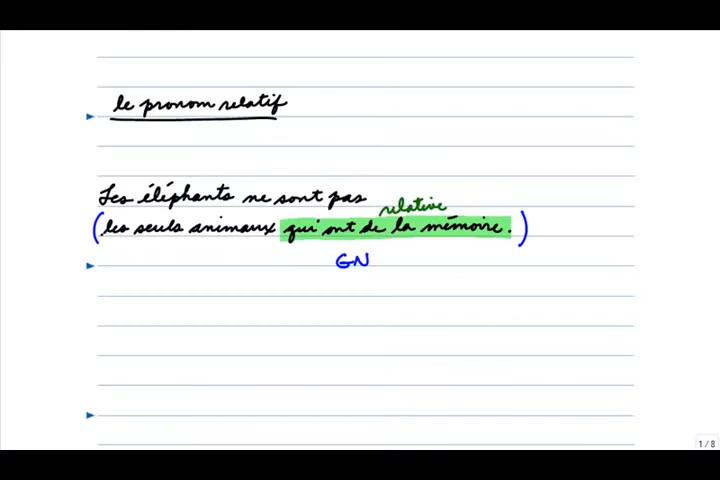 le pronom relatif
Les éléphants ne sont pas
relative
(les seuls animaux qui ont de la mémoire.)
GN
1/8